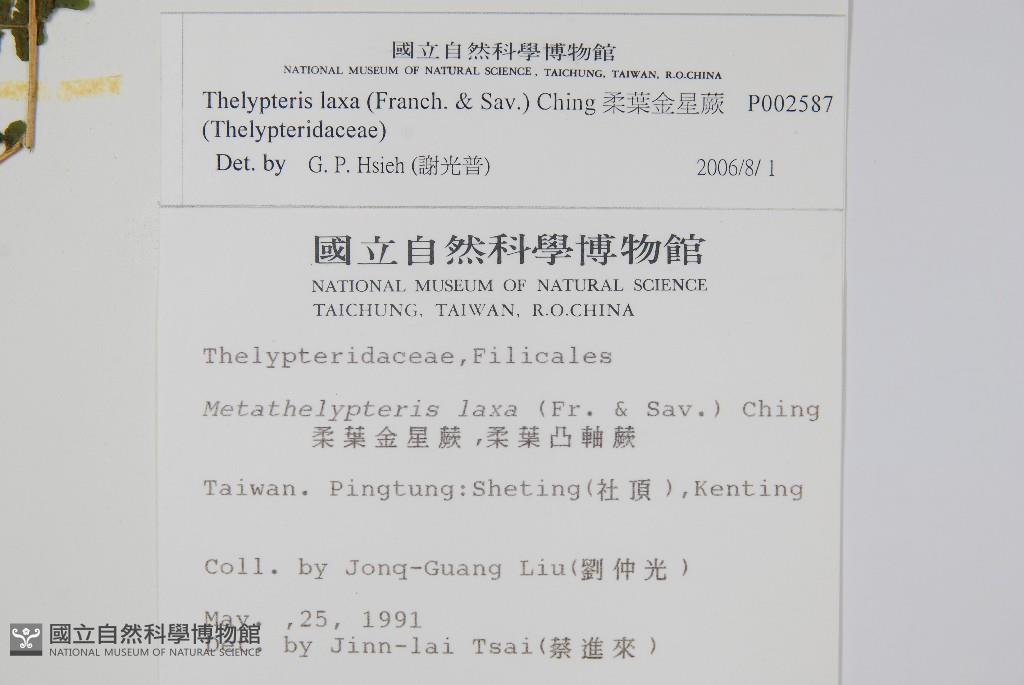 國立自然科學博物館
NATIONAL MUSEUM OF NATURAL SCIENCE, TAICHUNG, TAIWAN, R.O.CHINA
Thelypteris laxa (Franch. & Sav.) Ching 柔葉金星蕨 P002587
(Thelypteridaceae)
Det. by G. P. Hsieh (謝光普) 2006/8/ 1
國立自然科學博物館
NATIONAL MUSEUM OF NATURAL SCIENCE
TAICHUNG, TAIWAN, R.O.CHINA
Thelypteridaceae,Filicales
Metathelypteris laxa (Fr. & Sav.) Ching
柔葉金星蕨,柔葉凸軸蕨
Taiwan. Pingtung:Sheting(社頂),Kenting
Coll. by Jonq-Guang Liu(劉仲光)
May. ,25, 1991
Det. by Jinn-lai Tsai(蔡進來)
國立自然科學博物館
NATIONAL MUSEUM OF NATURAL SCIENCE